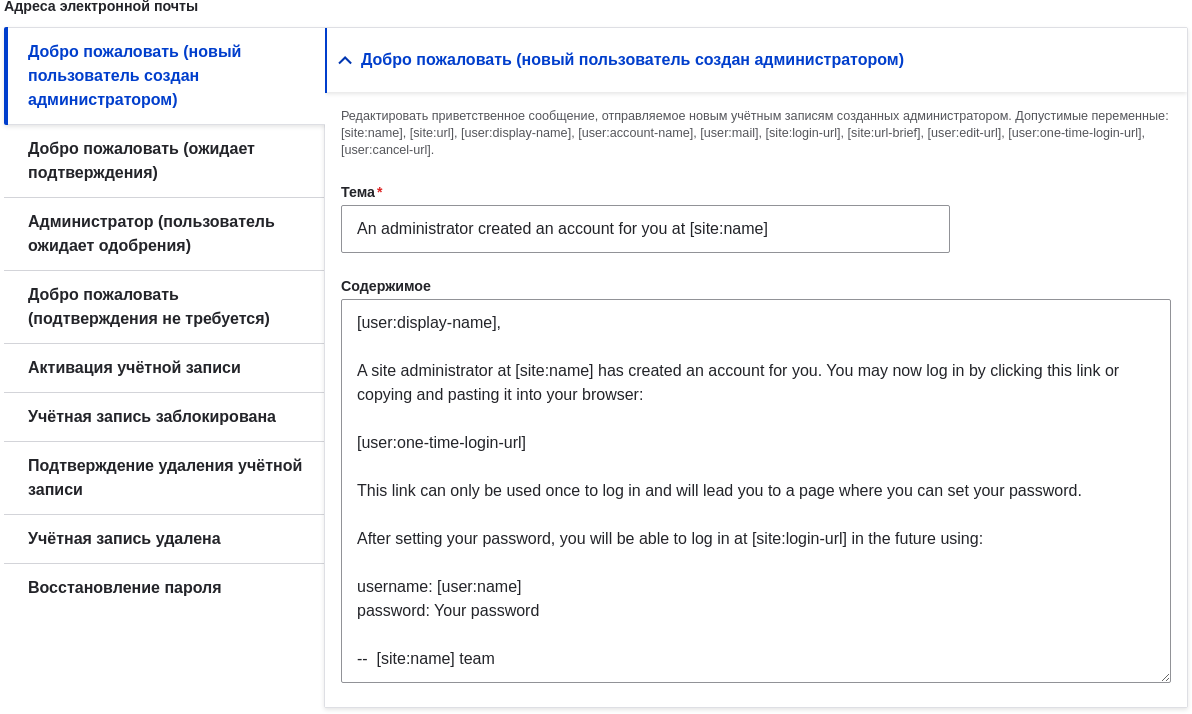 Адреса электронной почты
Добро пожаловать (новый
пользователь создан
администратором)
Добро пожаловать (ожидает
подтверждения)
Администратор (пользователь
ожидает одобрения)
Добро пожаловать
(подтверждения не требуется)
Активация учётной записи
Учётная запись заблокирована
Подтверждение удаления учётной
записи
Учётная запись удалена
Восстановление пароля
Добро пожаловать (новый пользователь создан администратором)
Редактировать приветственное сообщение, отправляемое новым учётным записям созданных администратором. Допустимые переменные:
[site:name], [site:url], [user:display-name], [user:account-name], [user:mail], [site:login-url], [site:url-brief], [user:edit-url], [user:one-time-login-url],
[user:cancel-url].
Тема*
An administrator created an account for you at [site:name]
Содержимое
[user:display-name],
A site administrator at [site:name] has created an account for you. You may now log in by clicking this link or
copying and pasting it into your browser:
[user:one-time-login-url]
This link can only be used once to log in and will lead you to a page where you can set your password.
After setting your password, you will be able to log in at [site:login-url] in the future using:
username: [user:name]
password: Your password
--  [site:name] team